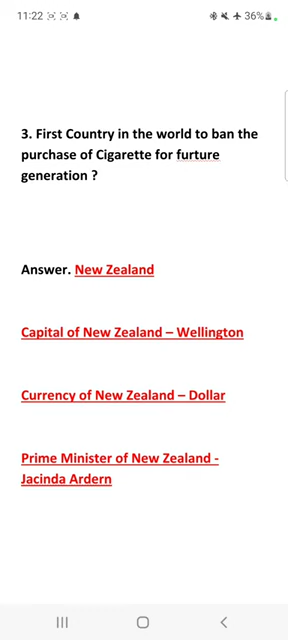 11:22
36%
3. First Country in the world to ban the
purchase of Cigarette for furture
generation ?
Answer. New Zealand
Capital of New Zealand – Wellington
Currency of New Zealand – Dollar
Prime Minister of New Zealand -
Jacinda Ardern